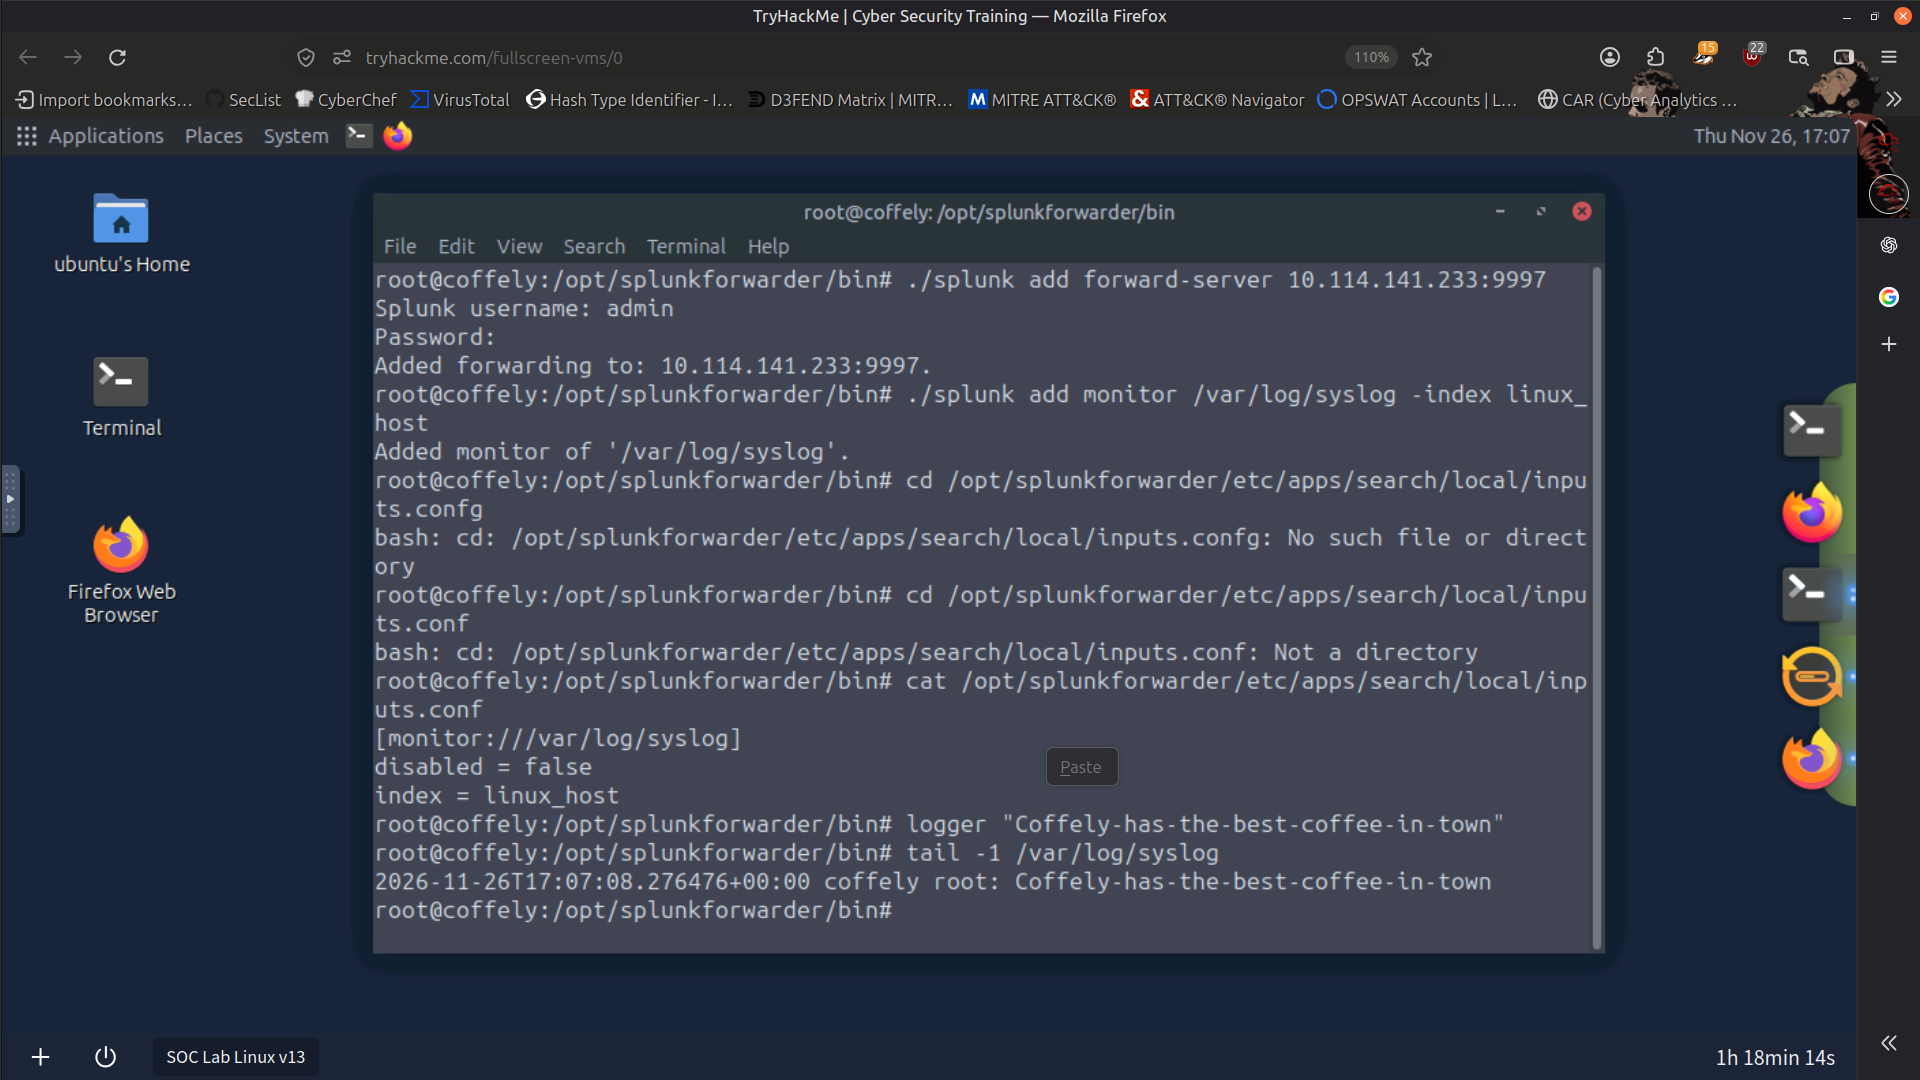 TryHackMe | Cyber Security Training — Mozilla Firefox
tryhackme.com/fullscreen-vms/0
110%
15
22
Import bookmarks...
SecList
CyberChef
VirusTotal
Hash Type Identifier - I...
D3FEND Matrix | MITR...
MITRE ATT&CK®
ATT&CK® Navigator
OPSWAT Accounts | L...
CAR (Cyber Analytics ...
Applications
Places
System
Thu Nov 26, 17:07
ubuntu's Home
Terminal
Firefox Web
Browser
root@coffely: /opt/splunkforwarder/bin
File Edit View Search Terminal Help
root@coffely:/opt/splunkforwarder/bin# ./splunk add forward-server 10.114.141.233:9997
Splunk username: admin
Password:
Added forwarding to: 10.114.141.233:9997.
root@coffely:/opt/splunkforwarder/bin# ./splunk add monitor /var/log/syslog -index linux_
host
Added monitor of '/var/log/syslog'.
root@coffely:/opt/splunkforwarder/bin# cd /opt/splunkforwarder/etc/apps/search/local/inpu
ts.confg
bash: cd: /opt/splunkforwarder/etc/apps/search/local/inputs.confg: No such file or direct
ory
root@coffely:/opt/splunkforwarder/bin# cd /opt/splunkforwarder/etc/apps/search/local/inpu
ts.conf
bash: cd: /opt/splunkforwarder/etc/apps/search/local/inputs.conf: Not a directory
root@coffely:/opt/splunkforwarder/bin# cat /opt/splunkforwarder/etc/apps/search/local/inp
uts.conf
[monitor:///var/log/syslog]
disabled = false
index = linux_host
Paste
root@coffely:/opt/splunkforwarder/bin# logger "Coffely-has-the-best-coffee-in-town"
root@coffely:/opt/splunkforwarder/bin# tail -1 /var/log/syslog
2026-11-26T17:07:08.276476+00:00 coffely root: Coffely-has-the-best-coffee-in-town
root@coffely:/opt/splunkforwarder/bin#
SOC Lab Linux v13
1h 18min 14s